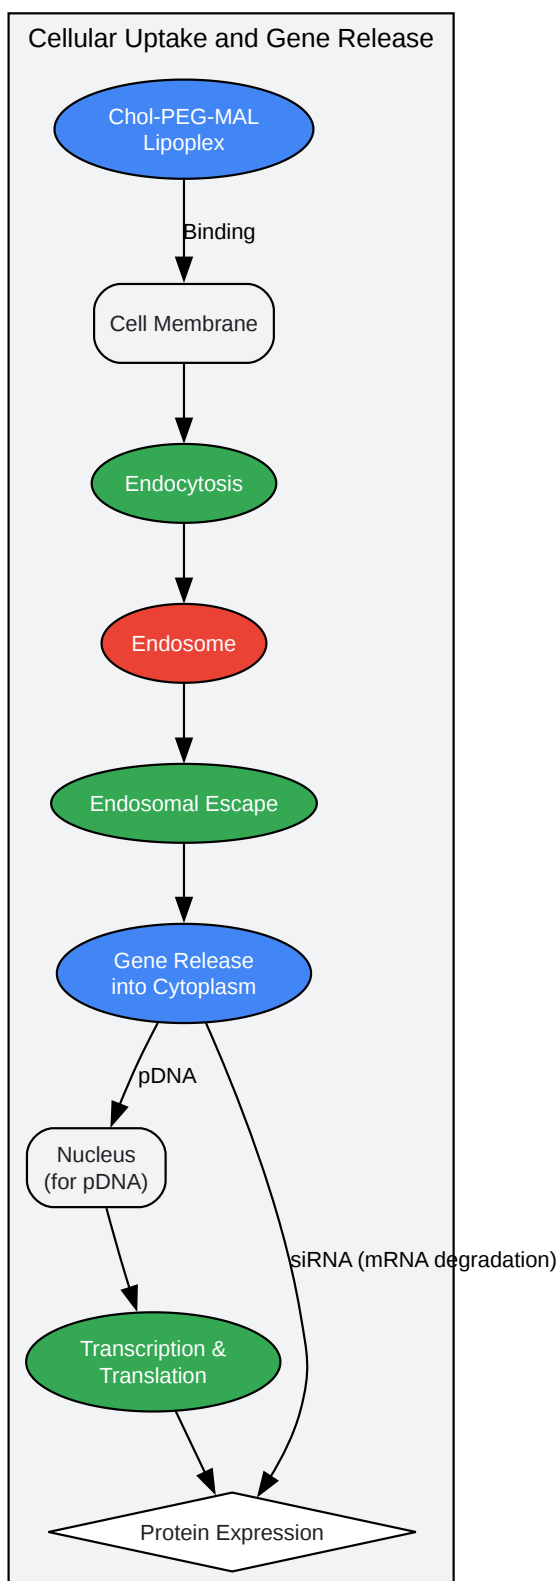 Cellular Uptake and Gene Release
Chol-PEG-MAL
Lipoplex
Binding
Cell Membrane
Endocytosis
Endosome
Endosomal Escape
Gene Release
into Cytoplasm
pDNA
Nucleus
(for pDNA)
siRNA (mRNA degradation)
Transcription &
Translation
Protein Expression